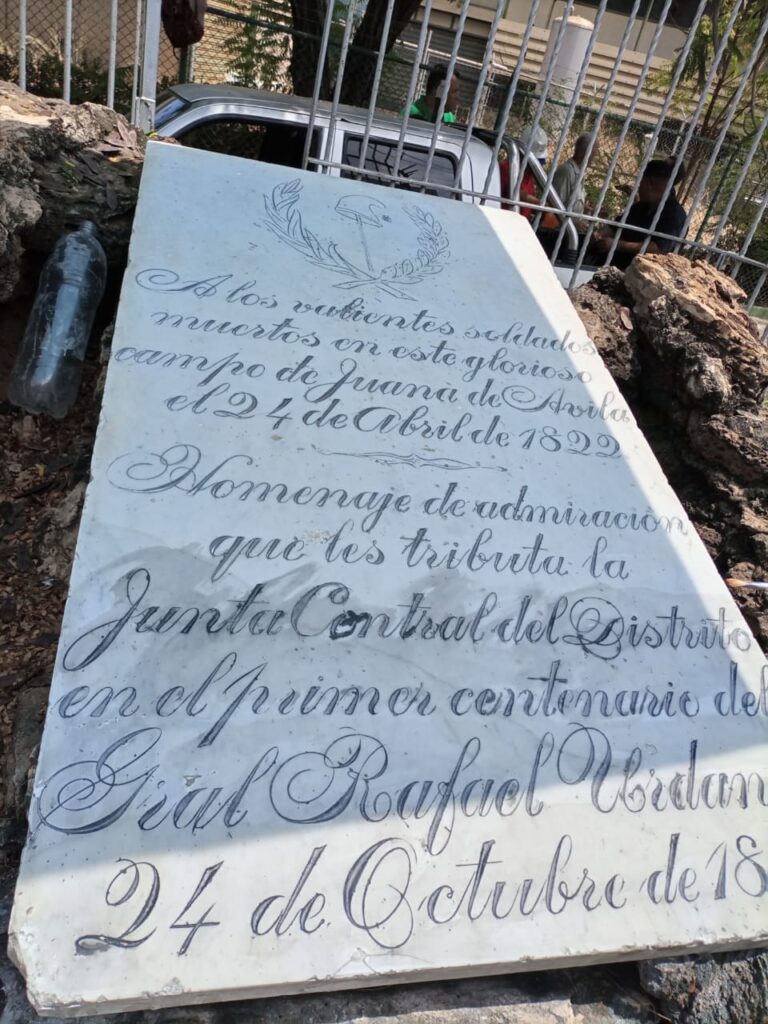 A los valientes soldados
muertos en este glorioso
campo de Juana de Avila
el 24 de Abril de 1822
Homenaje de admiración
que les tributa la
Junta Central del Distrito
en el primer centenario del
Gral Rafael Urdan
24 de Octubre de 18